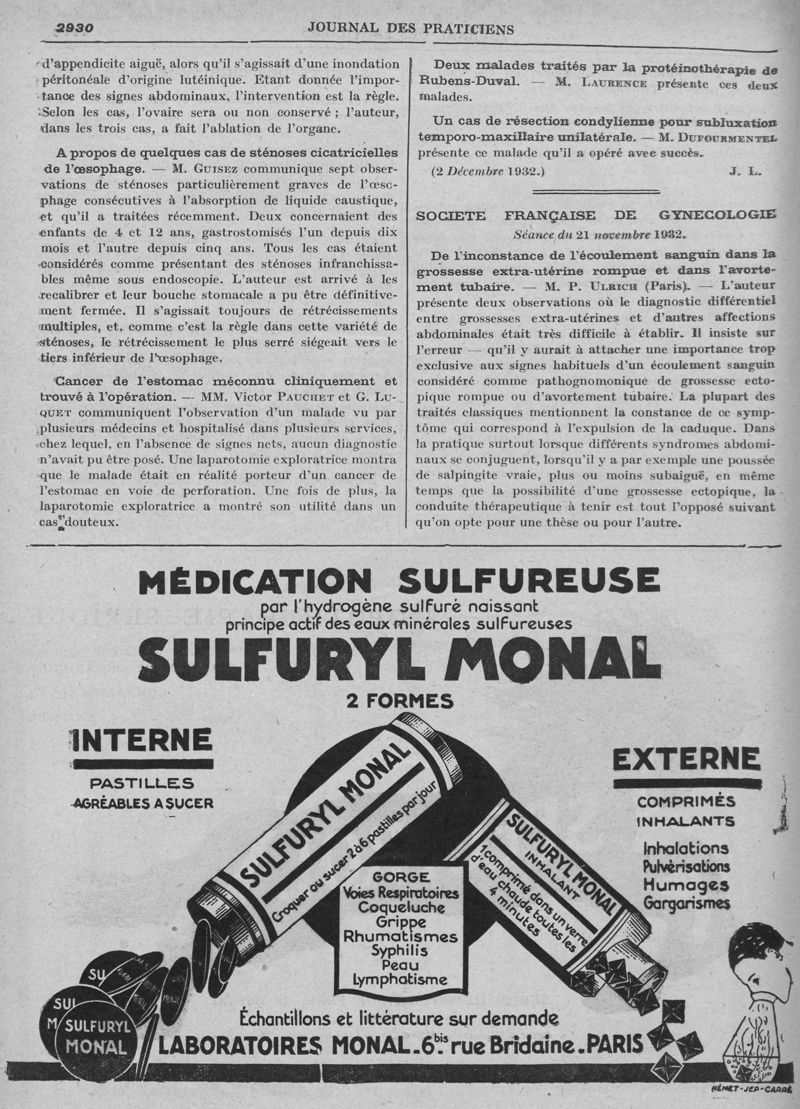 2930
JOURNAL DES PRATICIENS
d'appendicite aiguë, alors qu'il s'agissait d'une inondation
péritonéale d'origine lutéinique. Etant donnée l'impor-
tance des signes abdominaux, l'intervention est la règle.
Selon les cas, l'ovaire sera ou non conservé ; l'auteur,
dans les trois cas, a fait l'ablation de l'organe.
A propos de quelques cas de sténoses cicatricielles
de l'œsophage. — M. GUISEZ communique sept obser-
vations de sténoses particulièrement graves de l'œso-
phage consécutives à l'absorption de liquide caustique,
et qu'il a traitées récemment. Deux concernaient des
enfants de 4 et 12 ans, gastrostomisés l'un depuis dix
mois et l'autre depuis cinq ans. Tous les cas étaient
considérés comme présentant des sténoses infranchissa-
bles même sous endoscopie. L'auteur est arrivé à les
recalibrer et leur bouche stomacale a pu être définitive-
ment fermée. Il s'agissait toujours de rétrécissements
multiples, et, comme c'est la règle dans cette variété de
sténoses, le rétrécissement le plus serré siégeait vers le
tiers inférieur de l'œsophage.
Cancer de l'estomac méconnu cliniquement et
trouvé à l'opération. — MM. Victor PAUCHET et G. LU-
QUET communiquent l'observation d'un malade vu par
plusieurs médecins et hospitalisé dans plusieurs services,
chez lequel, en l'absence de signes nets, aucun diagnostic
n'avait pu être posé. Une laparotomie exploratrice montra
que le malade était en réalité porteur d'un cancer de
l'estomac en voie de perforation. Une fois de plus, la
laparotomie exploratrice a montré son utilité dans un
cas douteux.
Deux malades traités par la protéinothérapie de
Rubens-Duval. — M. LAURENCE présente ces deux
malades.
Un cas de résection condylienne pour subluxation
temporo-maxillaire unilatérale. — M. DUFOURMENTEL
présente ce malade qu'il a opéré avec succès.
(2 Décembre 1932.) J. L.
SOCIETE FRANÇAISE DE GYNECOLOGIE
Séance du 21 novembre 1932.
De l'inconstance de l'écoulement sanguin dans la
grossesse extra-utérine rompue et dans l'avorte-
ment tubaire. — M. P. ULRICH (Paris). — L'auteur
présente deux observations où le diagnostic différentiel
entre grossesses extra-utérines et d'autres affections
abdominales était très difficile à établir. Il insiste sur
l'erreur — qu'il y aurait à attacher une importance trop
exclusive aux signes habituels d'un écoulement sanguin
considéré comme pathognomonique de grossesse ecto-
pique rompue ou d'avortement tubaire. La plupart des
traités classiques mentionnent la constance de ce symp-
tôme qui correspond à l'expulsion de la caduque. Dans
la pratique surtout lorsque différents syndromes abdomi-
naux se conjuguent, lorsqu'il y a par exemple une poussée
de salpingite vraie, plus ou moins subaiguë, en même
temps que la possibilité d'une grossesse ectopique, la
conduite thérapeutique à tenir est tout l'opposé suivant
qu'on opte pour une thèse ou pour l'autre.
MÉDICATION SULFUREUSE
par l'hydrogène sulfuré naissant
principe actif des eaux minérales sulfureuses
SULFURYL MONAL
2 FORMES
INTERNE
PASTILLES
AGRÉABLES A SUCER
EXTERNE
COMPRIMÉS
INHALANTS
Inhalations
Pulvérisations
Humages
Gargarismes
SULFURYL MONAL
Croquer ou sucer 2 à 6 pastilles par jour
SULFURYL MONAL
INHALANT
1 comprimé dans un verre
d'eau chaude toutes les
4 minutes
GORGE
Voies Respiratoires
Coqueluche
Grippe
Rhumatismes
Syphilis
Peau
Lymphatisme
SU
MONAL
SUL
M
SULFURYL
MONAL
Échantillons et littérature sur demande
LABORATOIRES MONAL_6bis rue Bridaine_PARIS
NÉMET-JEP-CARRÉ